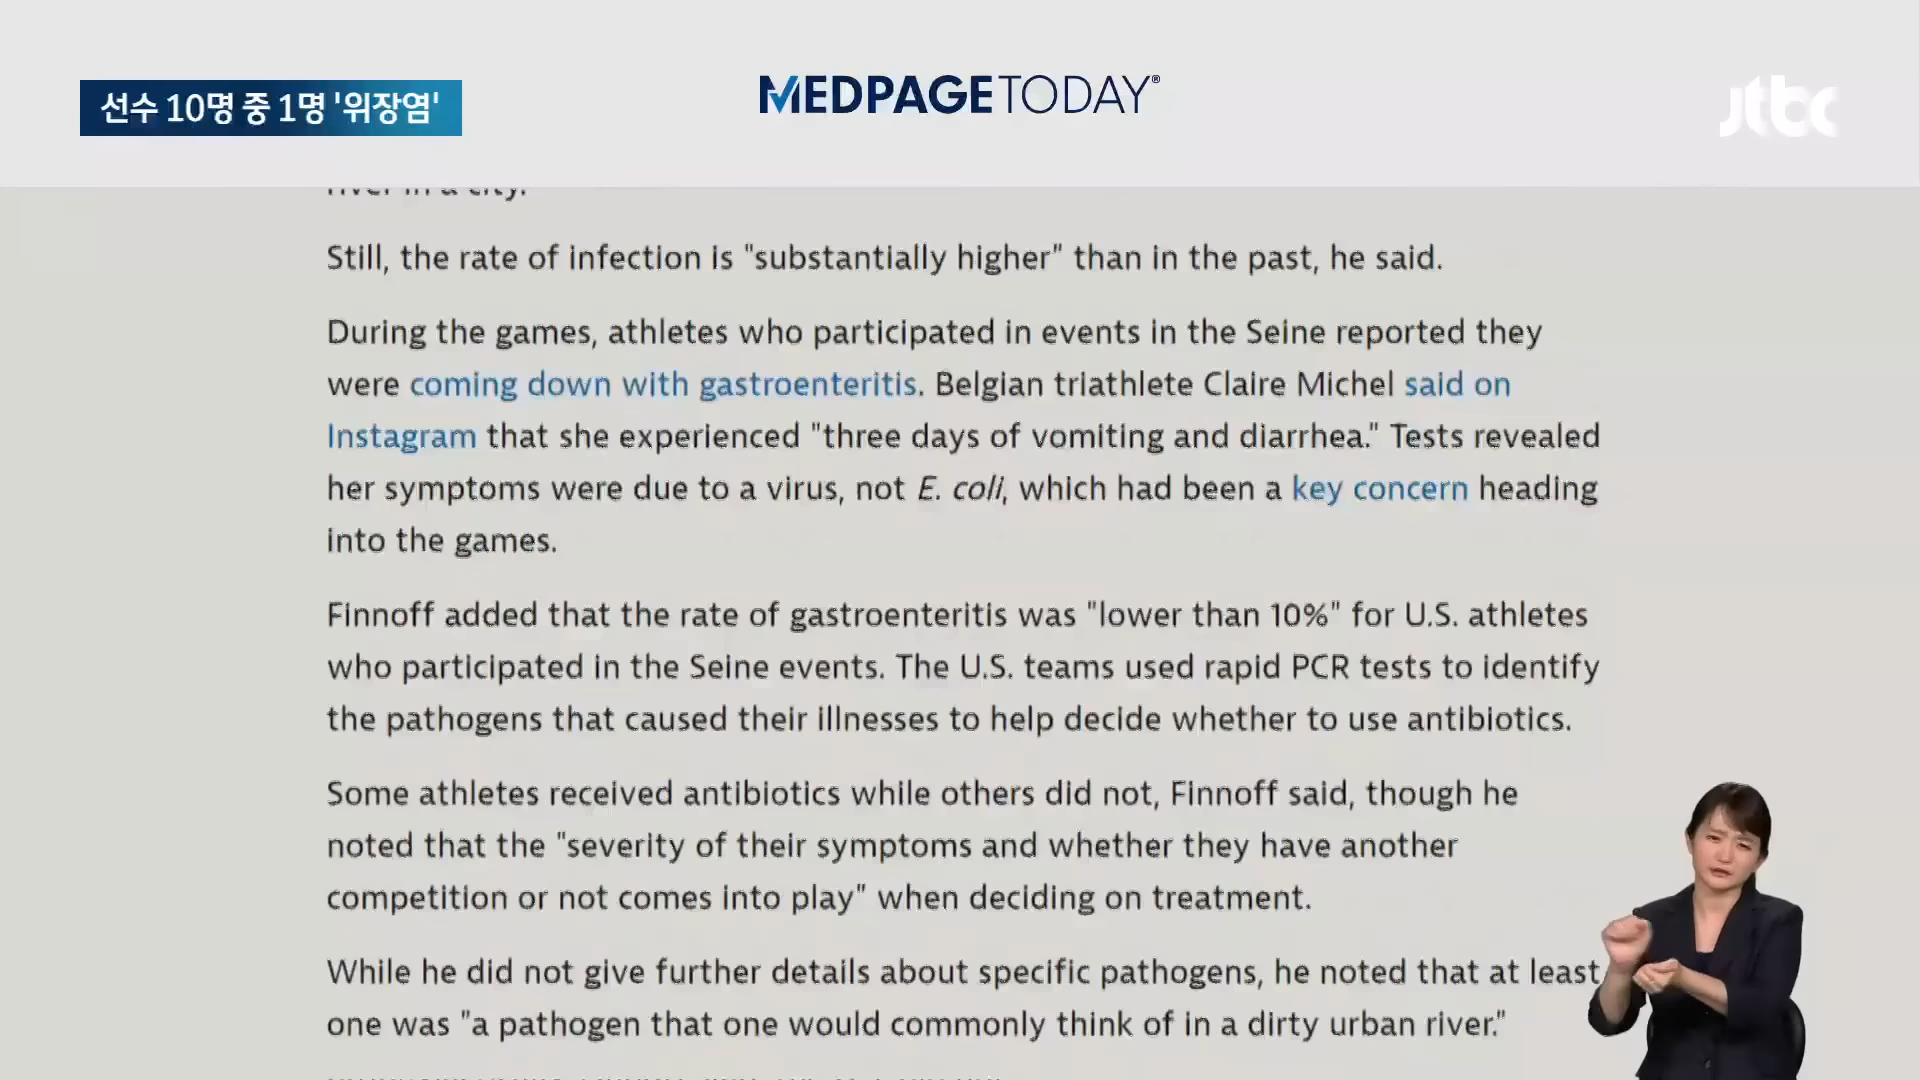 선수 10명 중 1명 '위장염'
MEDPAGE TODAY®
jtbc
river in a city.
Still, the rate of infection is "substantially higher" than in the past, he said.
During the games, athletes who participated in events in the Seine reported they
were coming down with gastroenteritis. Belgian triathlete Claire Michel said on
Instagram that she experienced "three days of vomiting and diarrhea." Tests revealed
her symptoms were due to a virus, not E. coli, which had been a key concern heading
into the games.
Finnoff added that the rate of gastroenteritis was "lower than 10%" for U.S. athletes
who participated in the Seine events. The U.S. teams used rapid PCR tests to identify
the pathogens that caused their illnesses to help decide whether to use antibiotics.
Some athletes received antibiotics while others did not, Finnoff said, though he
noted that the "severity of their symptoms and whether they have another
competition or not comes into play" when deciding on treatment.
While he did not give further details about specific pathogens, he noted that at least
one was "a pathogen that one would commonly think of in a dirty urban river."